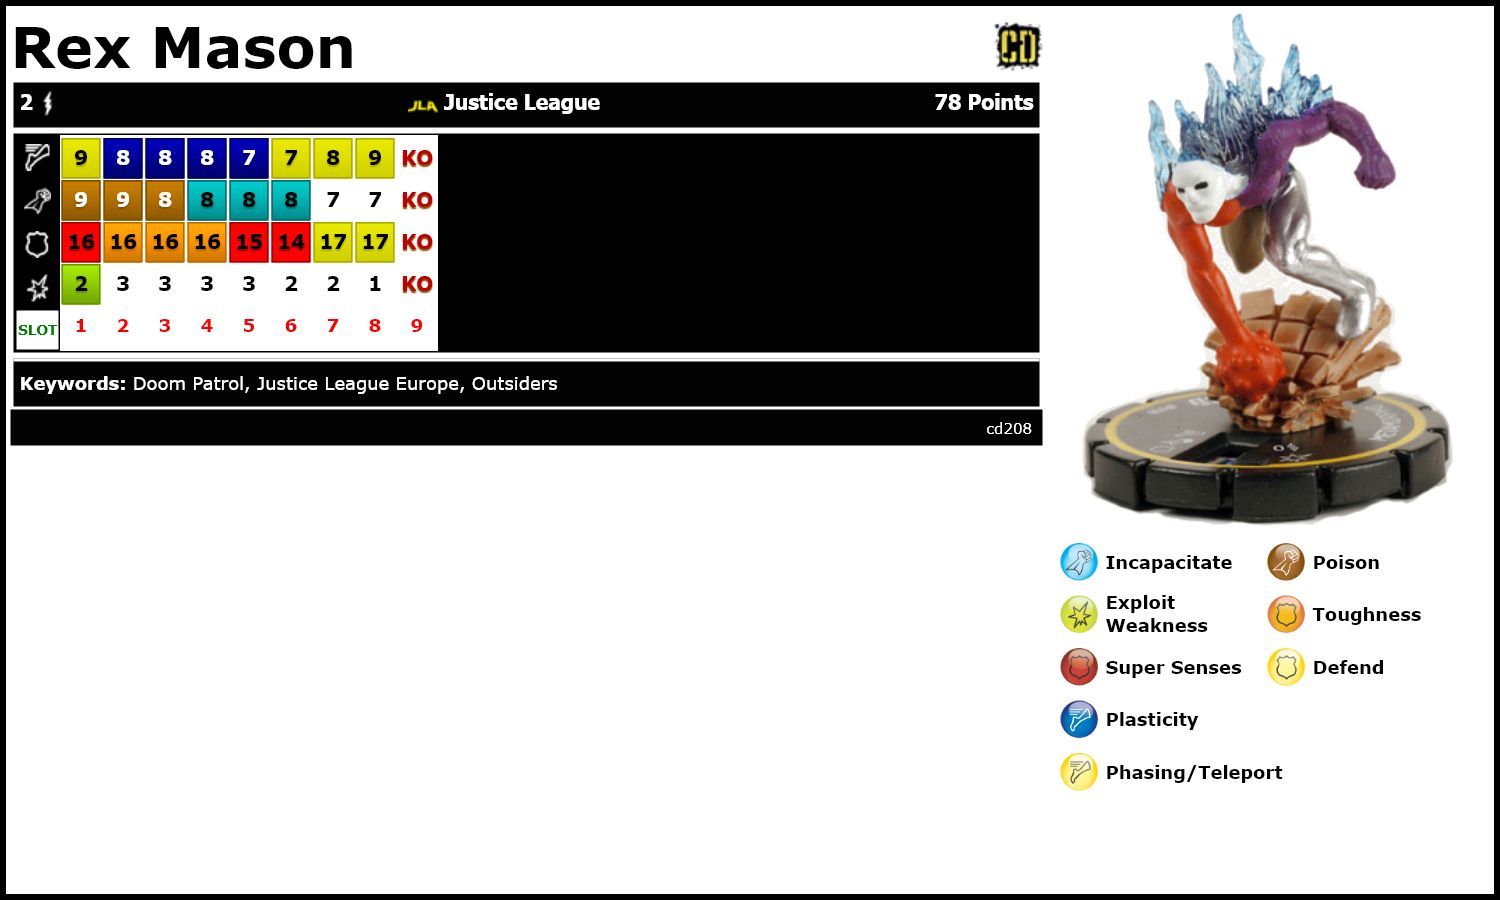 Rex Mason
CD
2 JLA Justice League 78 Points
9 8 8 8 7 7 8 9 KO
9 9 8 8 8 8 7 7 KO
16 16 16 16 15 14 17 17 KO
2 3 3 3 3 2 2 1 KO
SLOT 1 2 3 4 5 6 7 8 9
Keywords: Doom Patrol, Justice League Europe, Outsiders
cd208
Incapacitate
Poison
Exploit
Weakness
Toughness
Super Senses
Defend
Plasticity
Phasing/Teleport